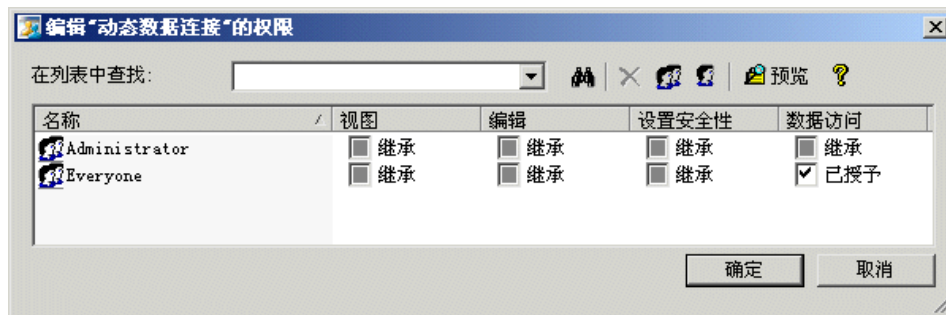 编辑"动态数据连接"的权限
在列表中查找: 预览
名称 视图 编辑 设置安全性 数据访问
Administrator 继承 继承 继承 继承
Everyone 继承 继承 继承 已授予
确定 取消